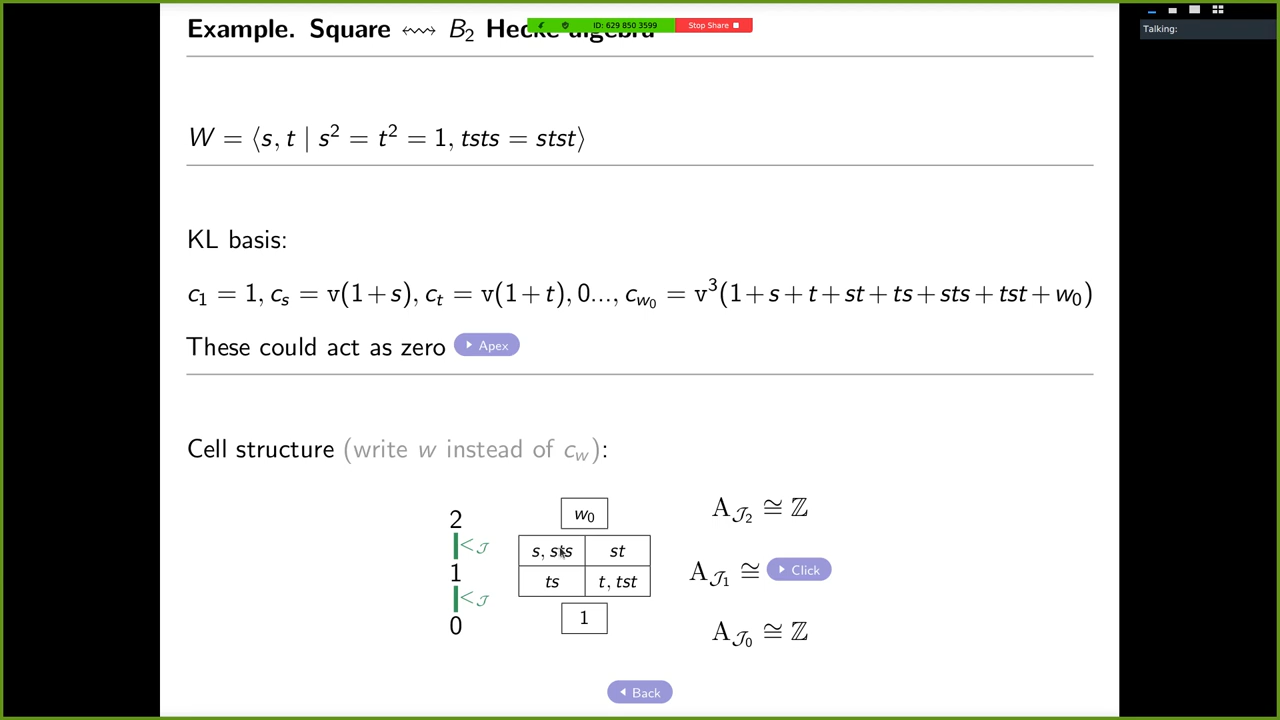 Example. Square ⇝ B₂ Hecke algebra
ID: 629 850 3599
Stop Share
Talking:
W = ⟨s, t | s² = t² = 1, tsts = stst⟩
KL basis:
c₁ = 1, cₛ = v(1+s), cₜ = v(1+t), 0..., c_{w₀} = v³(1+s+t+st+ts+sts+tst+w₀)
These could act as zero
Apex
Cell structure (write w instead of c_w):
2
w₀
A_{𝒥₂} ≅ ℤ
<_𝒥
s, sts
st
1
A_{𝒥₁} ≅
Click
ts
t, tst
<_𝒥
0
1
A_{𝒥₀} ≅ ℤ
Back